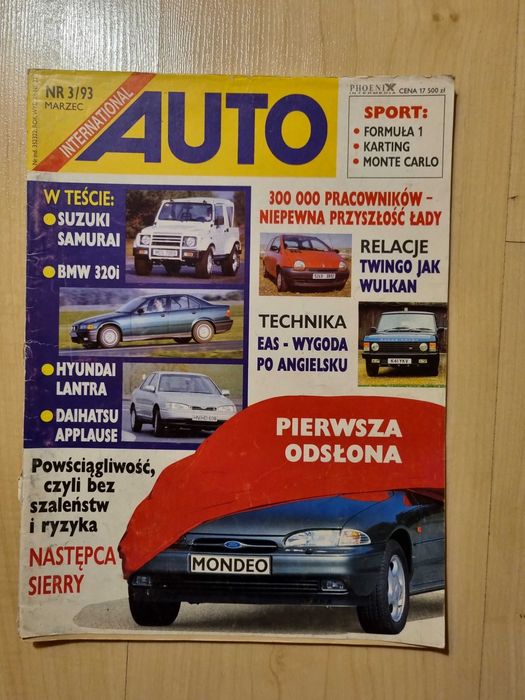 NR 3/93
MARZEC
INTERNATIONAL
AUTO
PHOENIX
INTERMEDIA
CENA 17 500 zł
SPORT:
• FORMUŁA 1
• KARTING
• MONTE CARLO
W TEŚCIE:
SUZUKI
SAMURAI
BMW 320i
HYUNDAI
LANTRA
DAIHATSU
APPLAUSE
300 000 PRACOWNIKÓW –
NIEPEWNA PRZYSZŁOŚĆ ŁADY
RELACJE
TWINGO JAK
WULKAN
TECHNIKA
EAS - WYGODA
PO ANGIELSKU
PIERWSZA
ODSŁONA
Powściągliwość,
czyli bez
szaleństw
i ryzyka
NASTĘPCA
SIERRY
Ford
MONDEO